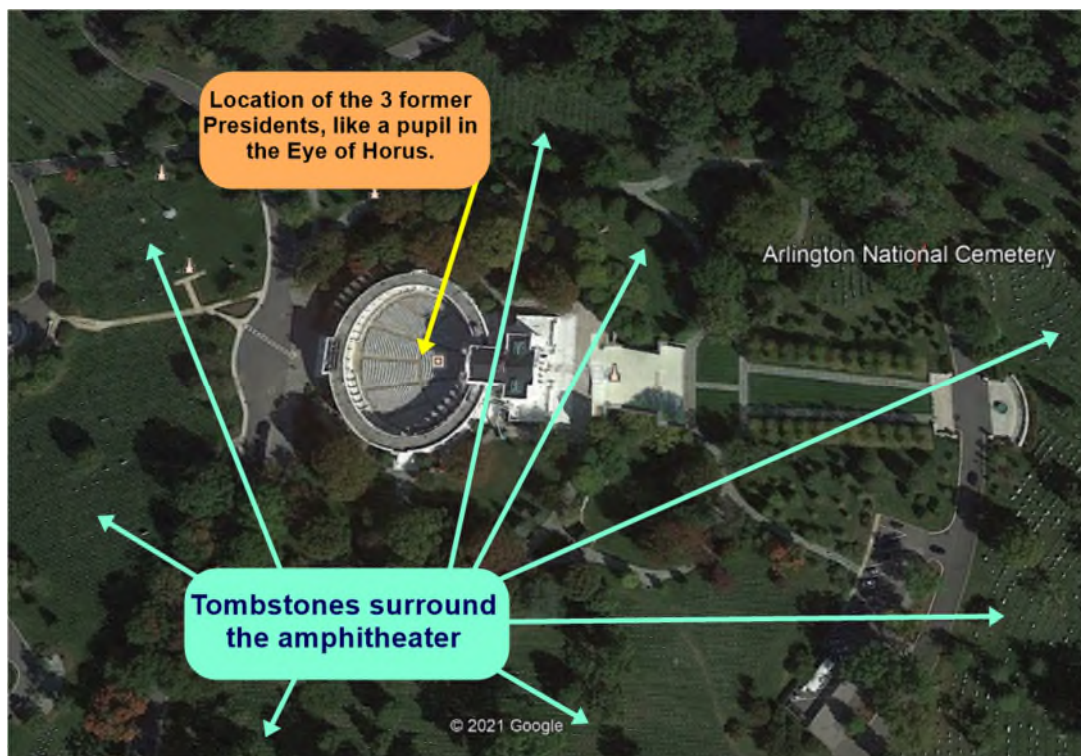 Location of the 3 former
Presidents, like a pupil in
the Eye of Horus.
Arlington National Cemetery
Tombstones surround
the amphitheater
© 2021 Google